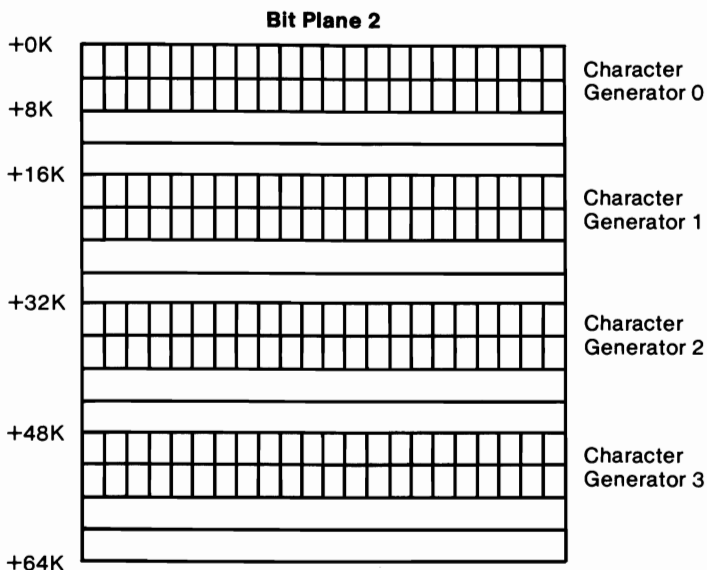 Bit Plane 2
+0K
Character
Generator 0
+8K
+16K
Character
Generator 1
+32K
Character
Generator 2
+48K
Character
Generator 3
+64K